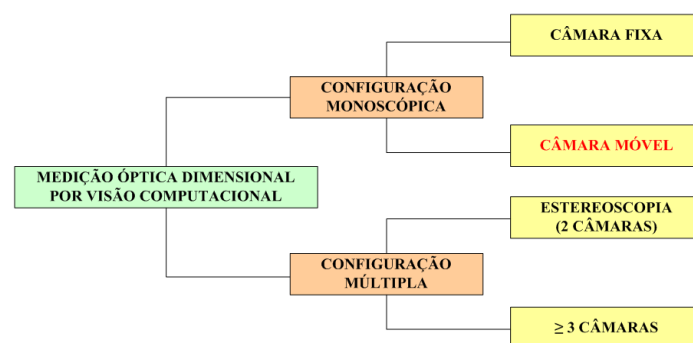 CÂMARA FIXA
CONFIGURAÇÃO
MONOSCÓPICA
CÂMARA MÓVEL
MEDIÇÃO ÓPTICA DIMENSIONAL
POR VISÃO COMPUTACIONAL
ESTEREOSCOPIA
(2 CÂMARAS)
CONFIGURAÇÃO
MÚLTIPLA
≥ 3 CÂMARAS